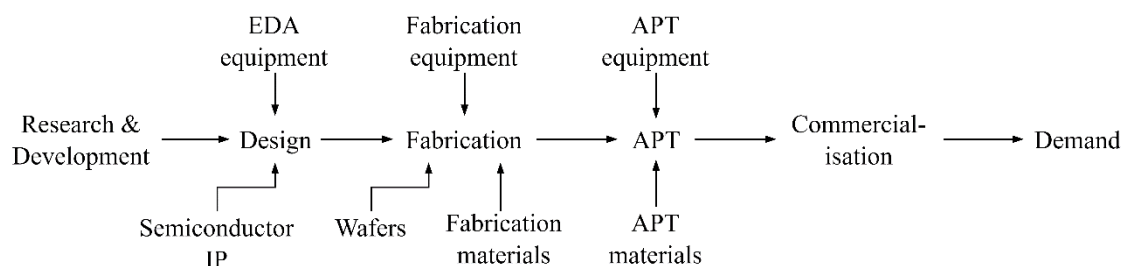 EDA
equipment
Fabrication
equipment
APT
equipment
Research &
Development
Design
Fabrication
APT
Commercial-
isation
Demand
Semiconductor
IP
Wafers
Fabrication
materials
APT
materials